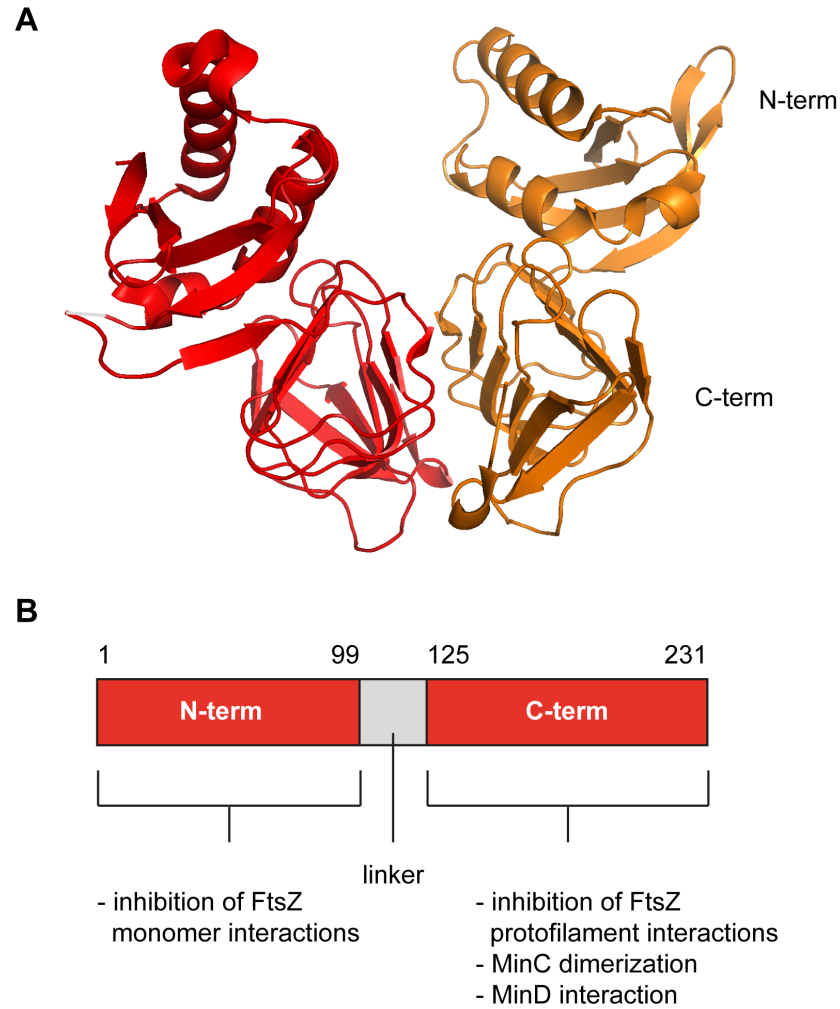 A
N-term
C-term
B
1 99 125 231
N-term C-term
linker
- inhibition of FtsZ
monomer interactions
- inhibition of FtsZ
protofilament interactions
- MinC dimerization
- MinD interaction